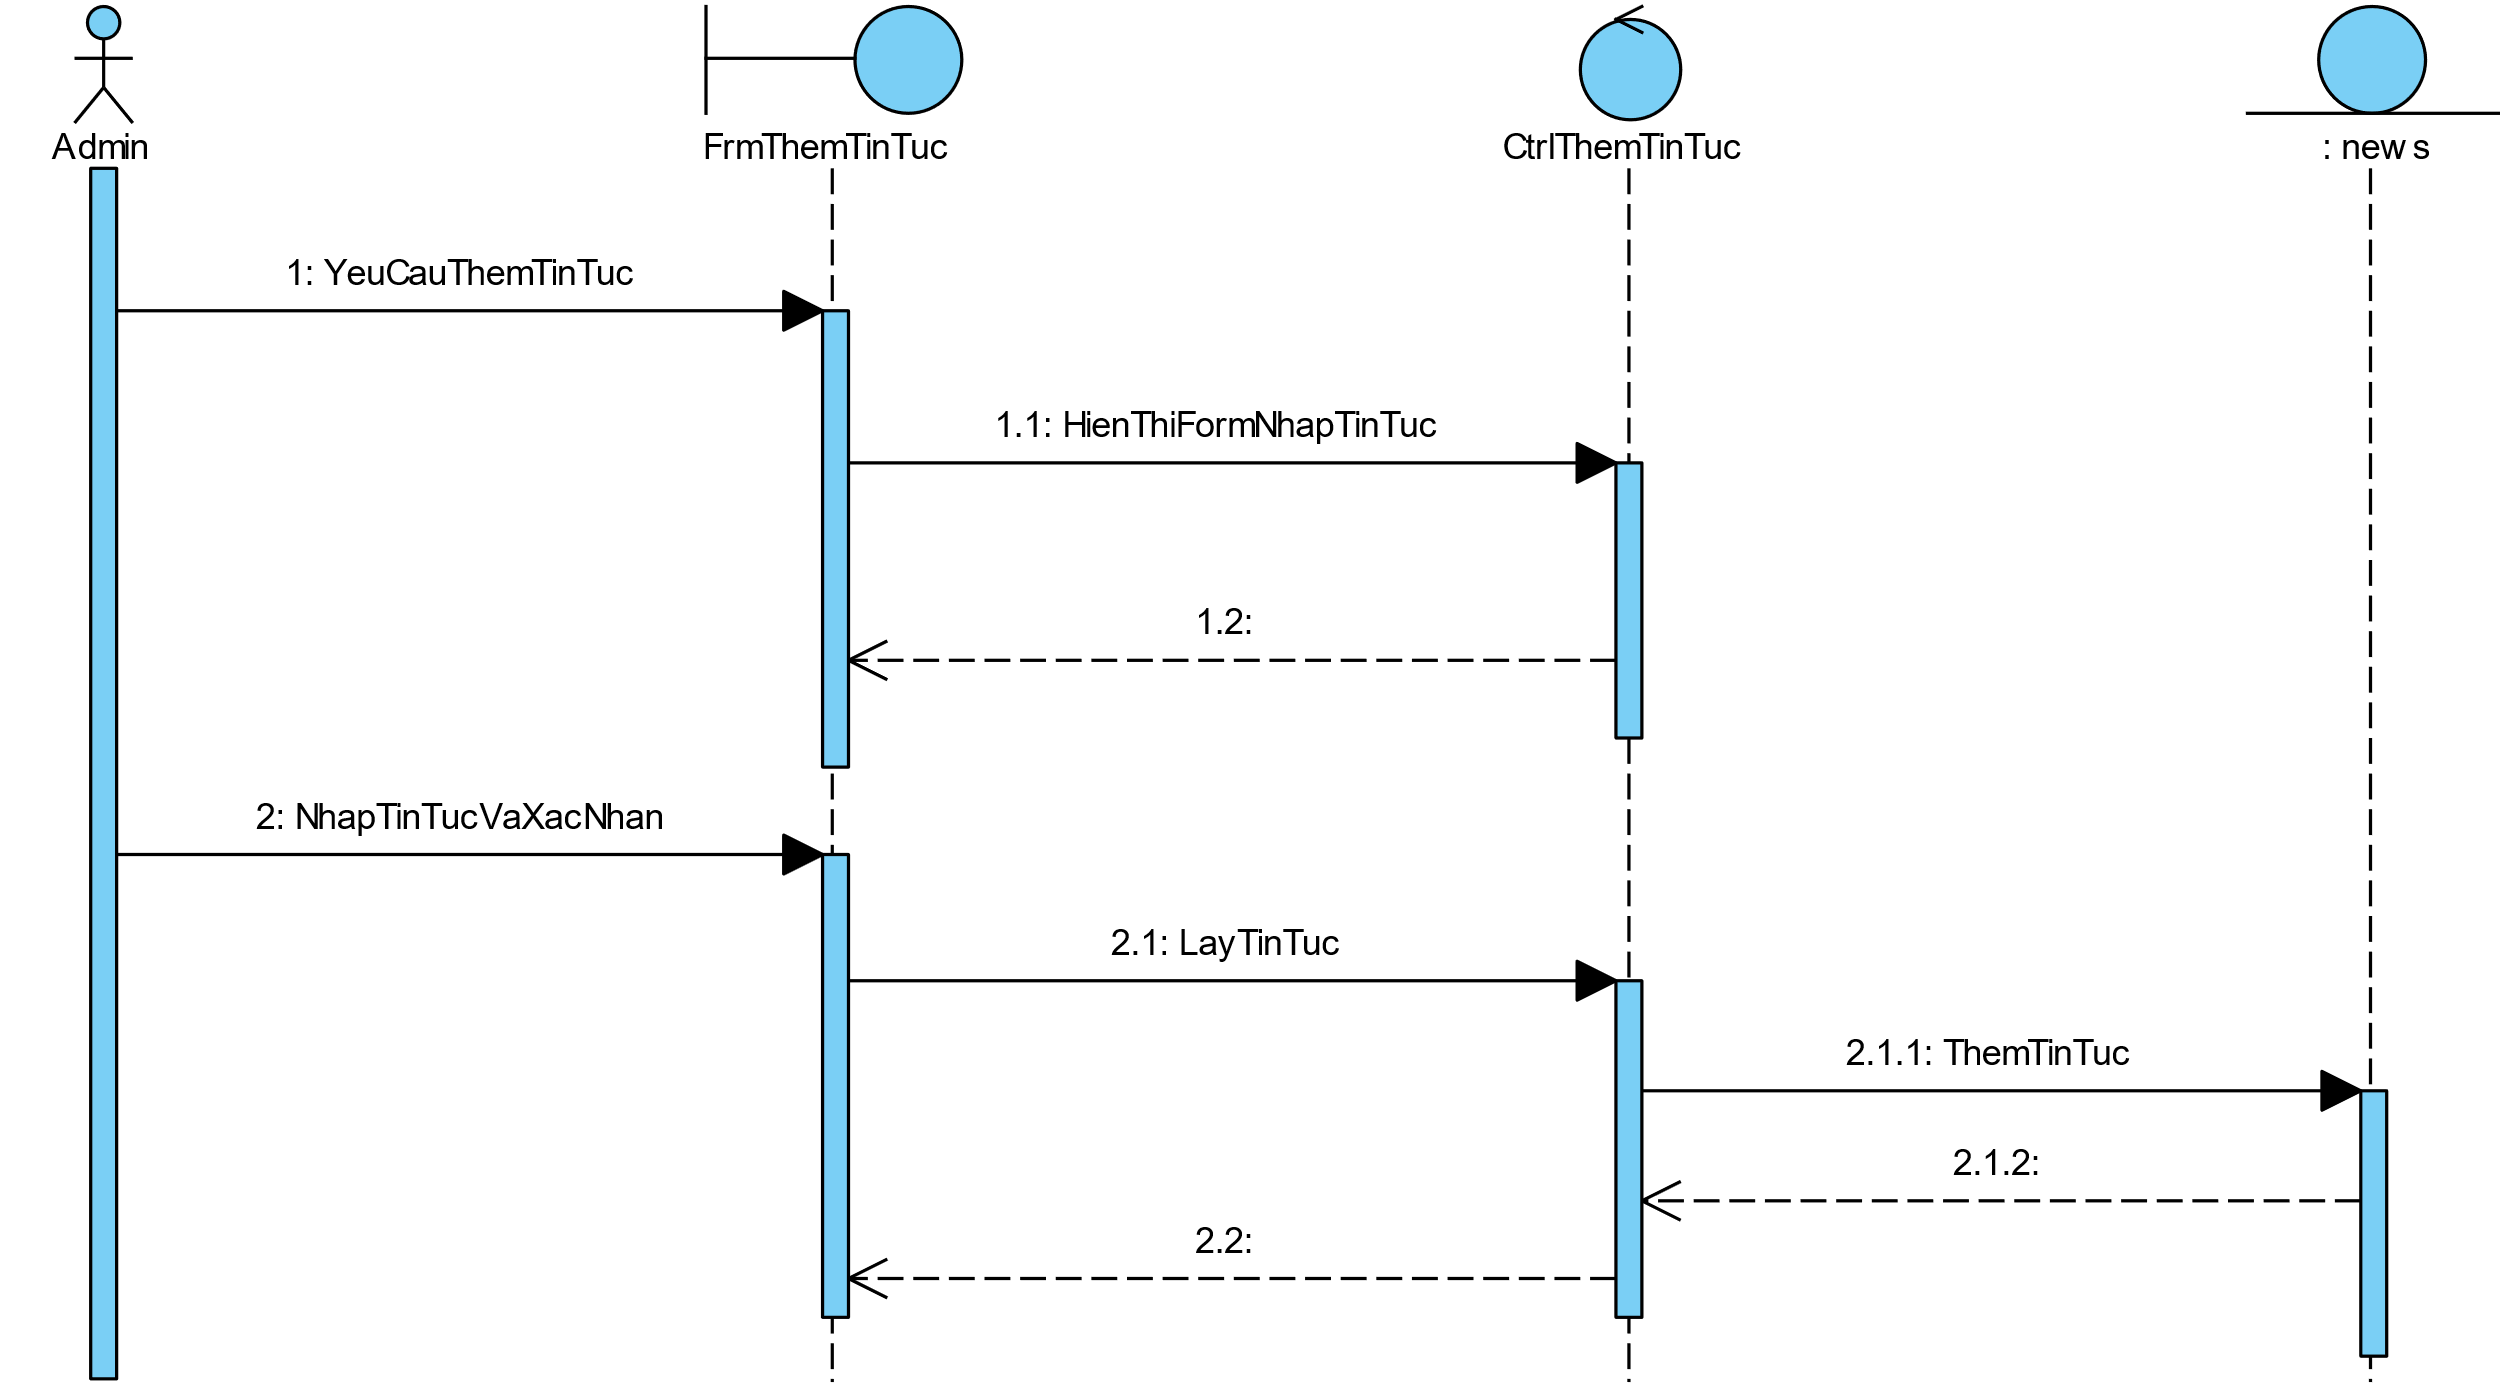 Admin
FrmThemTinTuc
CtrlThemTinTuc
: news
1: YeuCauThemTinTuc
1.1: HienThiFormNhapTinTuc
1.2:
2: NhapTinTucVaXacNhan
2.1: LayTinTuc
2.1.1: ThemTinTuc
2.1.2:
2.2: